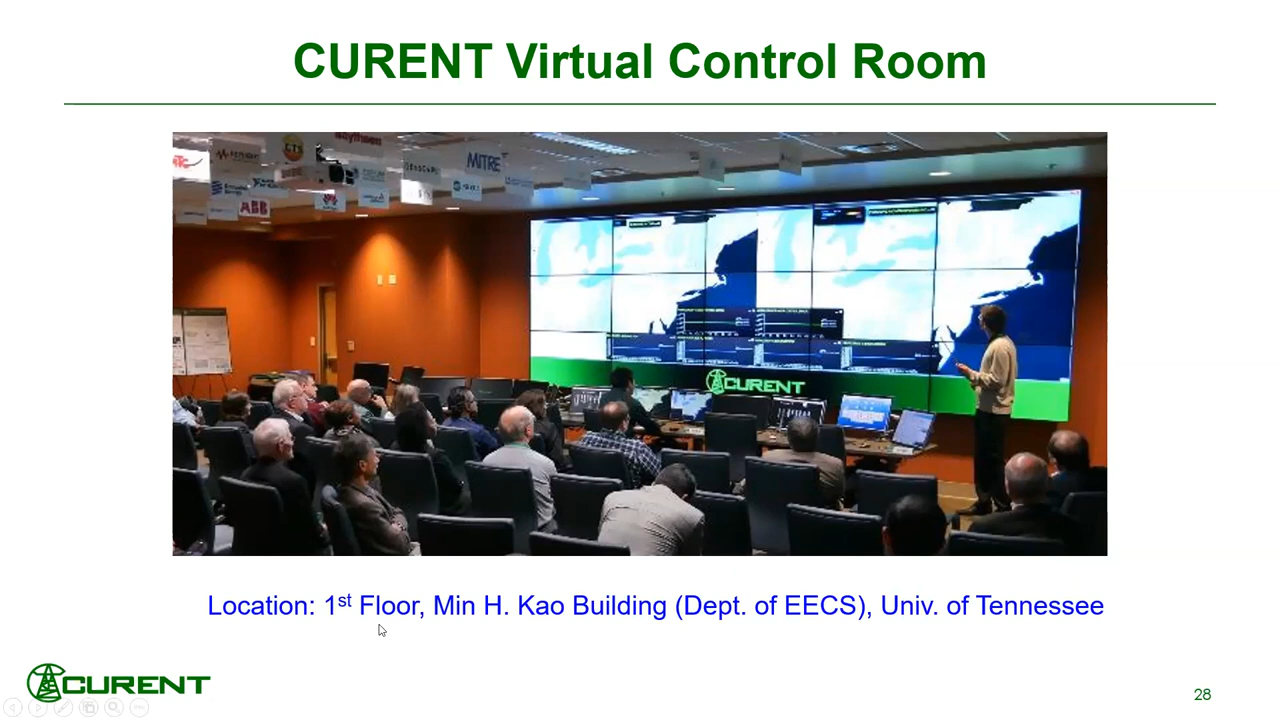 CURENT Virtual Control Room
MITRE
ABB
CURENT
Location: 1st Floor, Min H. Kao Building (Dept. of EECS), Univ. of Tennessee
CURENT
28